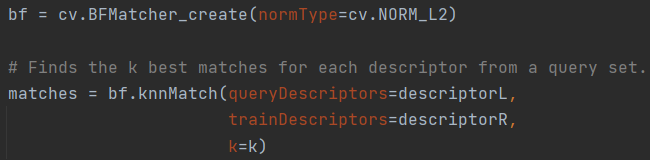 bf = cv.BFMatcher_create(normType=cv.NORM_L2)
# Finds the k best matches for each descriptor from a query set.
matches = bf.knnMatch(queryDescriptors=descriptorL,
trainDescriptors=descriptorR,
k=k)